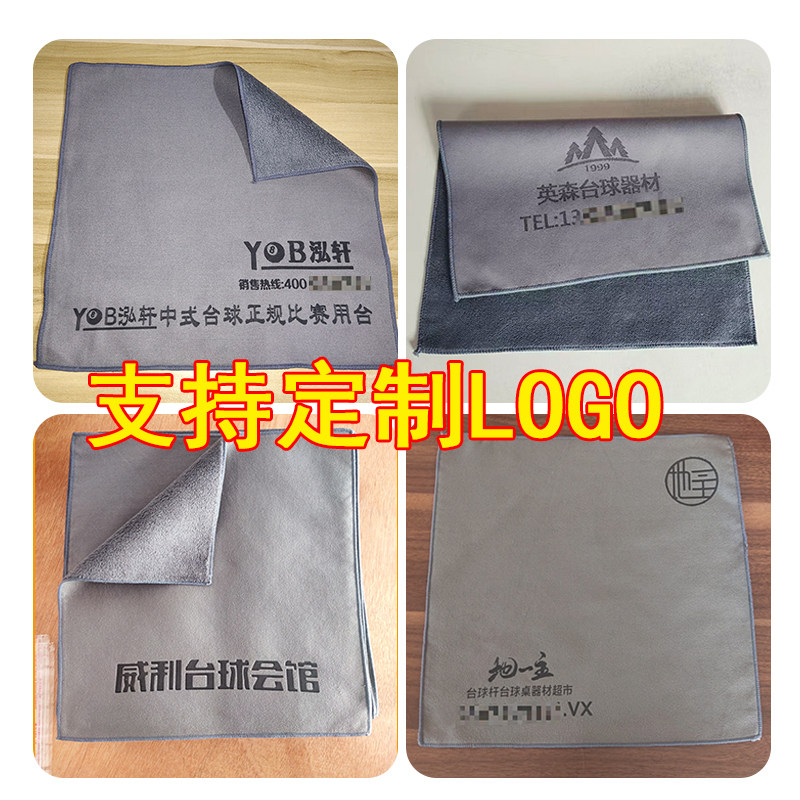 YOB泓轩
销售热线:400
YOB泓轩中式台球正规比赛用台
1999
英森台球器材
TEL:13
支持定制LOGO
威利台球会馆
地主
地一主
台球杆台球桌器材超市
.VX